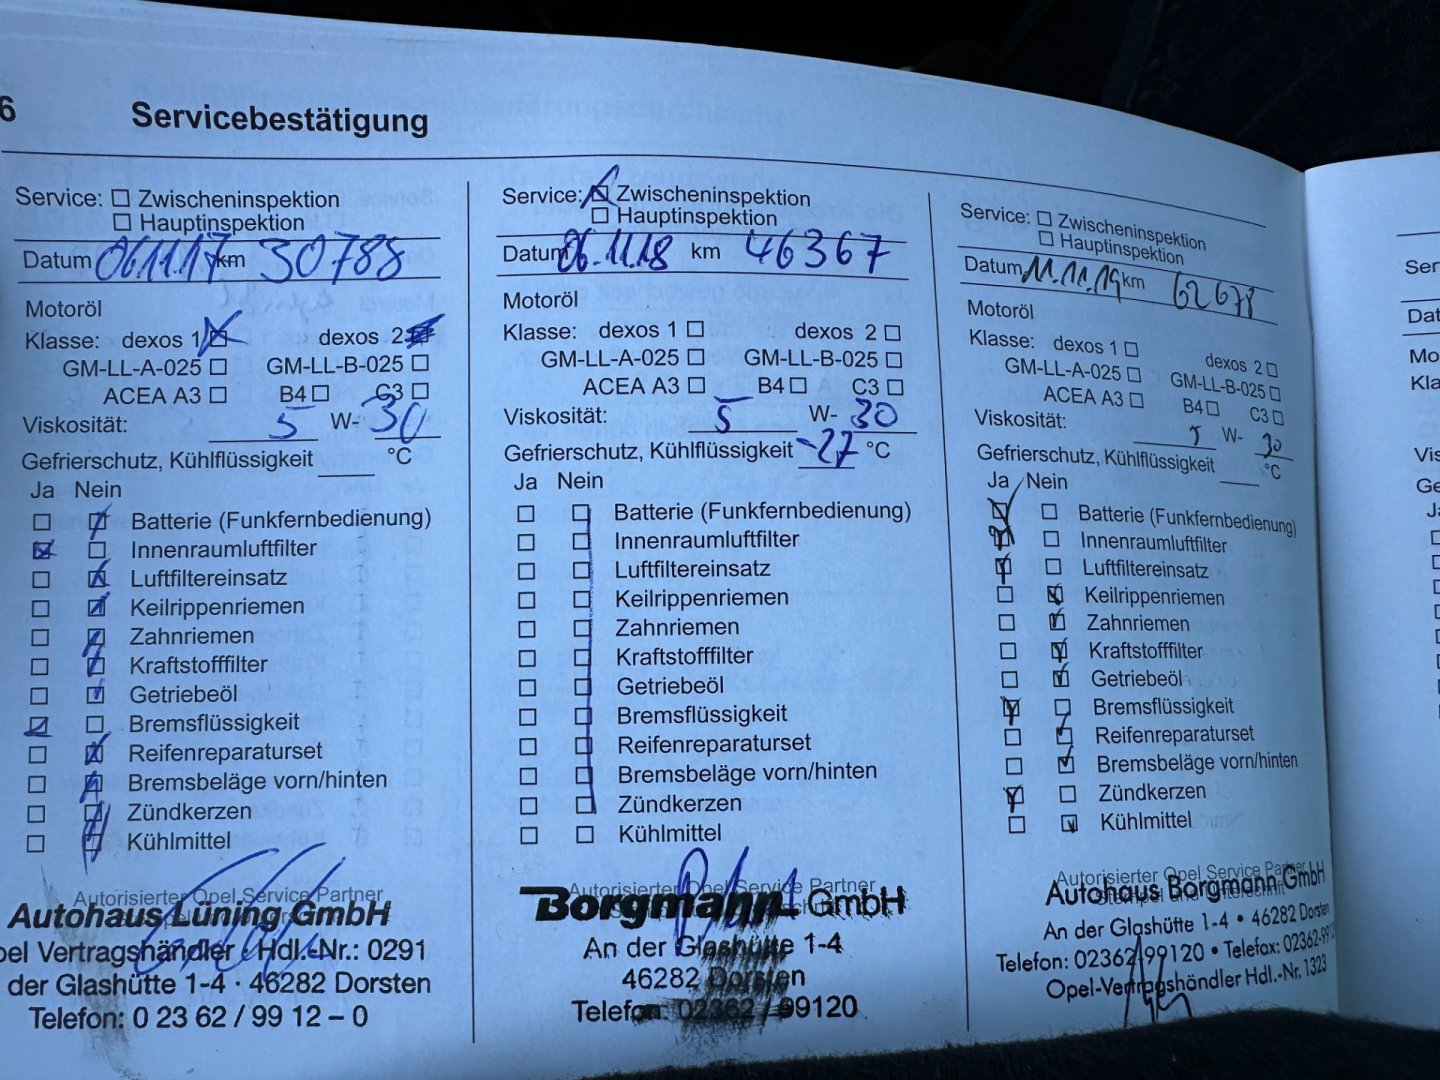 6 Servicebestätigung
Service: ☐ Zwischeninspektion
☐ Hauptinspektion
Datum 06.11.17 km 30788
Motoröl
Klasse: dexos 1 ☒ dexos 2 ☒
GM-LL-A-025 ☐ GM-LL-B-025 ☐
ACEA A3 ☐ B4 ☐ C3 ☐
Viskosität: 5 W- 30
Gefrierschutz, Kühlflüssigkeit °C
Ja Nein
☐ ☒ Batterie (Funkfernbedienung)
☒ ☐ Innenraumluftfilter
☐ ☒ Luftfiltereinsatz
☐ ☒ Keilrippenriemen
☐ ☒ Zahnriemen
☐ ☒ Kraftstofffilter
☐ ☒ Getriebeöl
☒ ☐ Bremsflüssigkeit
☐ ☒ Reifenreparaturset
☐ ☒ Bremsbeläge vorn/hinten
☐ ☒ Zündkerzen
☐ ☒ Kühlmittel
Autorisierter Opel Service Partner
Autohaus Lüning GmbH
pel Vertragshändler · Hdl.-Nr.: 0291
der Glashütte 1-4 · 46282 Dorsten
Telefon: 0 23 62 / 99 12 – 0
Service: ☒ Zwischeninspektion
☐ Hauptinspektion
Datum 06.11.18 km 46367
Motoröl
Klasse: dexos 1 ☐ dexos 2 ☐
GM-LL-A-025 ☐ GM-LL-B-025 ☐
ACEA A3 ☐ B4 ☐ C3 ☐
Viskosität: 5 W- 30
Gefrierschutz, Kühlflüssigkeit -27 °C
Ja Nein
☐ ☐ Batterie (Funkfernbedienung)
☐ ☐ Innenraumluftfilter
☐ ☐ Luftfiltereinsatz
☐ ☐ Keilrippenriemen
☐ ☐ Zahnriemen
☐ ☐ Kraftstofffilter
☐ ☐ Getriebeöl
☐ ☐ Bremsflüssigkeit
☐ ☐ Reifenreparaturset
☐ ☐ Bremsbeläge vorn/hinten
☐ ☐ Zündkerzen
☐ ☐ Kühlmittel
Autorisierter Opel Service Partner
Borgmann GmbH
An der Glashütte 1-4
46282 Dorsten
Telefon 02362 / 99120
Service: ☐ Zwischeninspektion
☐ Hauptinspektion
Datum 11.11.19 km 62678
Motoröl
Klasse: dexos 1 ☐ dexos 2 ☐
GM-LL-A-025 ☐ GM-LL-B-025 ☐
ACEA A3 ☐ B4 ☐ C3 ☐
Viskosität: 5 W- 30
Gefrierschutz, Kühlflüssigkeit °C
Ja Nein
☒ ☐ Batterie (Funkfernbedienung)
☒ ☐ Innenraumluftfilter
☒ ☐ Luftfiltereinsatz
☐ ☒ Keilrippenriemen
☐ ☒ Zahnriemen
☐ ☒ Kraftstofffilter
☐ ☒ Getriebeöl
☒ ☐ Bremsflüssigkeit
☐ ☒ Reifenreparaturset
☐ ☒ Bremsbeläge vorn/hinten
☒ ☐ Zündkerzen
☐ ☒ Kühlmittel
Autorisierter Opel Service Partner
Stempel und Unterschrift
Autohaus Borgmann GmbH
An der Glashütte 1-4 • 46282 Dorsten
Telefon: 02362-99120 • Telefax: 02362-99
Opel-Vertragshändler Hdl.-Nr. 1323
Ser
Dat
Mo
Kla
Vis
Ge
Ja